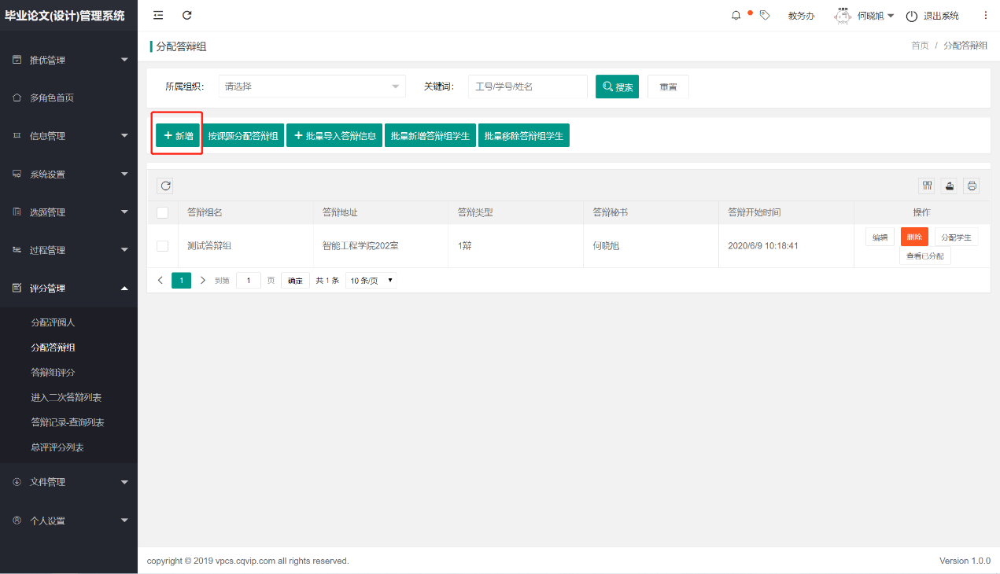 毕业论文(设计)管理系统
教务办 何晓旭 退出系统
推优管理
多角色首页
信息管理
系统设置
选题管理
过程管理
评分管理
分配评阅人
分配答辩组
答辩组评分
进入二次答辩列表
答辩记录-查询列表
总评评分列表
文件管理
个人设置
分配答辩组 首页 / 分配答辩组
所属组织： 请选择 关键词： 工号/学号/姓名 搜索 重置
新增 按课题分配答辩组 批量导入答辩信息 批量新增答辩组学生 批量移除答辩组学生
答辩组名 答辩地址 答辩类型 答辩秘书 答辩开始时间 操作
测试答辩组 智能工程学院202室 1辩 何晓旭 2020/6/9 10:18:41 编辑 删除 分配学生
查看已分配
1 到第 1 页 确定 共 1 条 10 条/页
copyright © 2019 vpcs.cqvip.com all rights reserved. Version 1.0.0